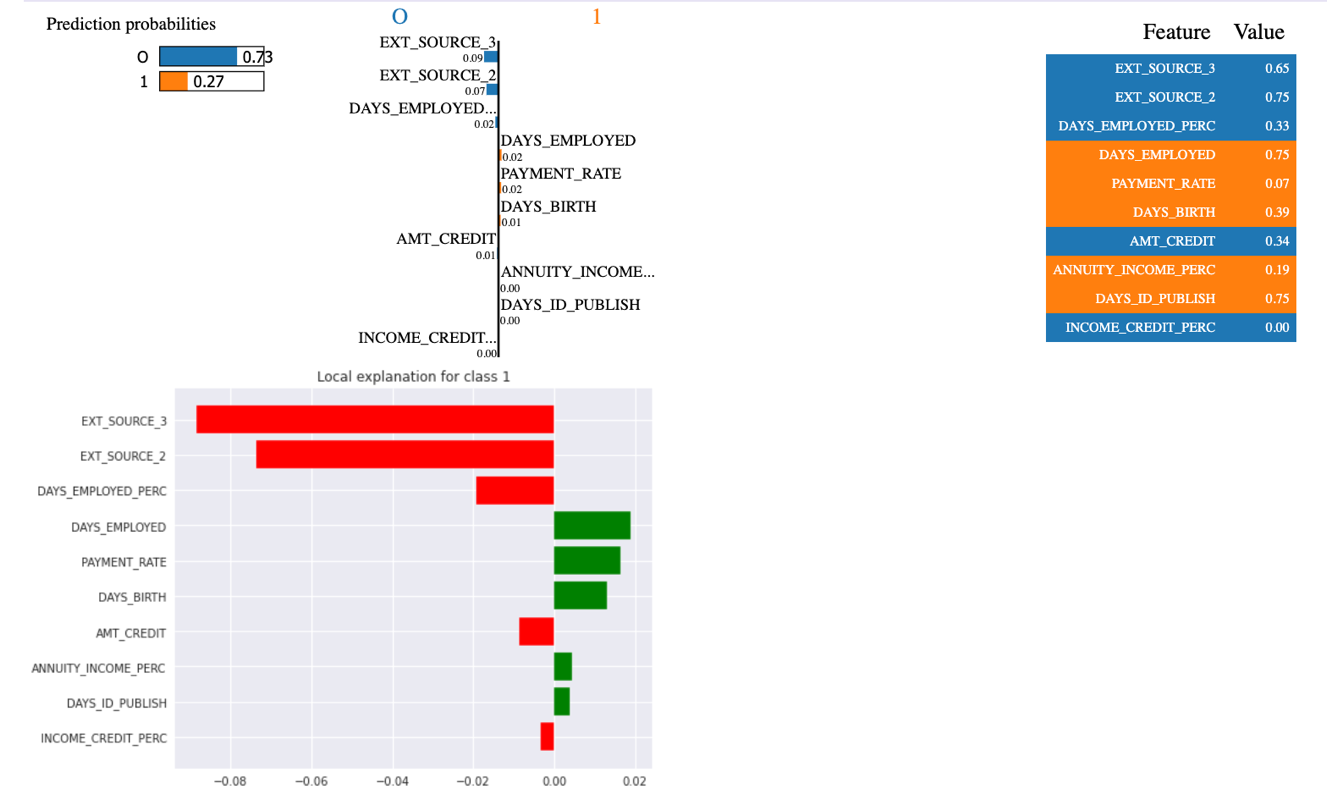 Prediction probabilities
0 0.73
1 0.27
0 1
EXT_SOURCE_3
0.09
EXT_SOURCE_2
0.07
DAYS_EMPLOYED...
0.02
DAYS_EMPLOYED
0.02
PAYMENT_RATE
0.02
DAYS_BIRTH
0.01
AMT_CREDIT
0.01
ANNUITY_INCOME...
0.00
DAYS_ID_PUBLISH
0.00
INCOME_CREDIT...
0.00
Feature Value
EXT_SOURCE_3 0.65
EXT_SOURCE_2 0.75
DAYS_EMPLOYED_PERC 0.33
DAYS_EMPLOYED 0.75
PAYMENT_RATE 0.07
DAYS_BIRTH 0.39
AMT_CREDIT 0.34
ANNUITY_INCOME_PERC 0.19
DAYS_ID_PUBLISH 0.75
INCOME_CREDIT_PERC 0.00
Local explanation for class 1
EXT_SOURCE_3
EXT_SOURCE_2
DAYS_EMPLOYED_PERC
DAYS_EMPLOYED
PAYMENT_RATE
DAYS_BIRTH
AMT_CREDIT
ANNUITY_INCOME_PERC
DAYS_ID_PUBLISH
INCOME_CREDIT_PERC
−0.08 −0.06 −0.04 −0.02 0.00 0.02